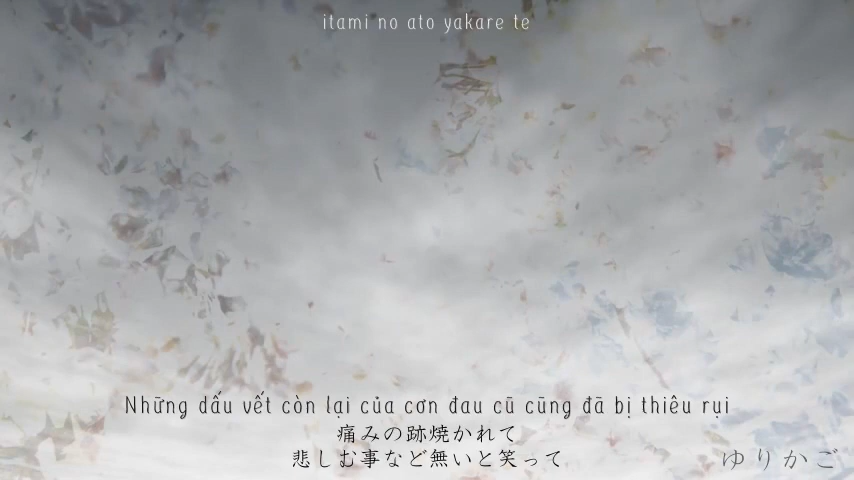 itami no ato yakare te
Những dấu vết còn lại của cơn đau cũ cũng đã bị thiêu rụi
痛みの跡焼かれて
悲しむ事など無いと笑って
ゆりかご